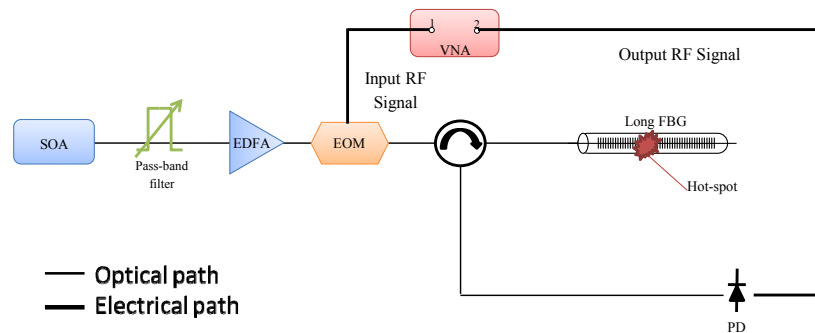 1
2
VNA
Output RF Signal
Input RF
Signal
Long FBG
SOA
EDFA
EOM
Pass-band
filter
Hot-spot
Optical path
Electrical path
PD